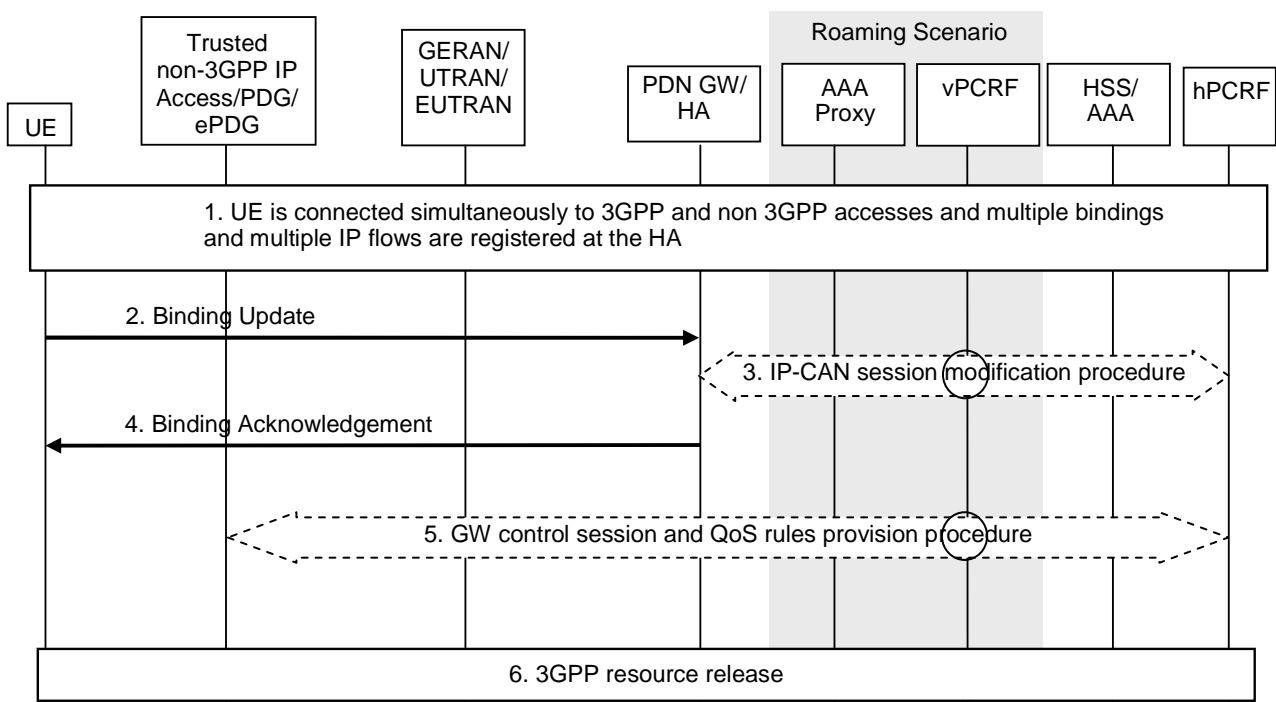 Roaming Scenario
UE
Trusted
non-3GPP IP
Access/PDG/
ePDG
GERAN/
UTRAN/
EUTRAN
PDN GW/
HA
AAA
Proxy
vPCRF
HSS/
AAA
hPCRF
1. UE is connected simultaneously to 3GPP and non 3GPP accesses and multiple bindings
and multiple IP flows are registered at the HA
2. Binding Update
3. IP-CAN session modification procedure
4. Binding Acknowledgement
5. GW control session and QoS rules provision procedure
6. 3GPP resource release